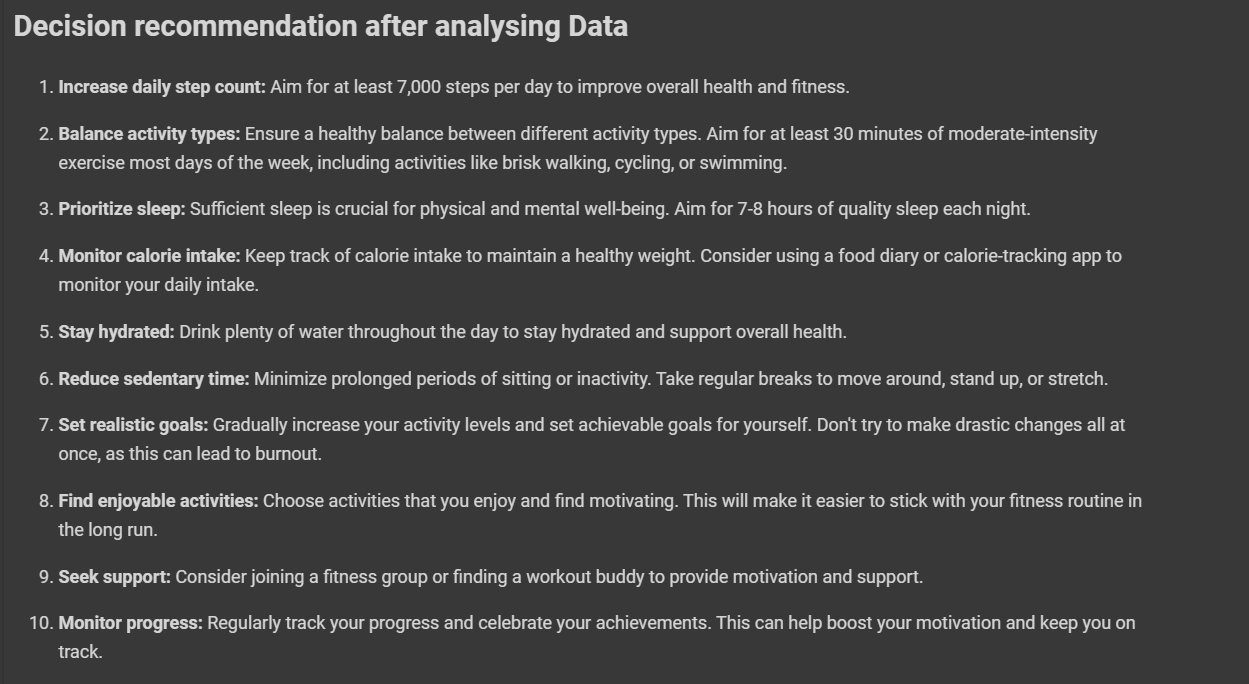 Decision recommendation after analysing Data
1. Increase daily step count: Aim for at least 7,000 steps per day to improve overall health and fitness.
2. Balance activity types: Ensure a healthy balance between different activity types. Aim for at least 30 minutes of moderate-intensity
exercise most days of the week, including activities like brisk walking, cycling, or swimming.
3. Prioritize sleep: Sufficient sleep is crucial for physical and mental well-being. Aim for 7-8 hours of quality sleep each night.
4. Monitor calorie intake: Keep track of calorie intake to maintain a healthy weight. Consider using a food diary or calorie-tracking app to
monitor your daily intake.
5. Stay hydrated: Drink plenty of water throughout the day to stay hydrated and support overall health.
6. Reduce sedentary time: Minimize prolonged periods of sitting or inactivity. Take regular breaks to move around, stand up, or stretch.
7. Set realistic goals: Gradually increase your activity levels and set achievable goals for yourself. Don't try to make drastic changes all at
once, as this can lead to burnout.
8. Find enjoyable activities: Choose activities that you enjoy and find motivating. This will make it easier to stick with your fitness routine in
the long run.
9. Seek support: Consider joining a fitness group or finding a workout buddy to provide motivation and support.
10. Monitor progress: Regularly track your progress and celebrate your achievements. This can help boost your motivation and keep you on
track.